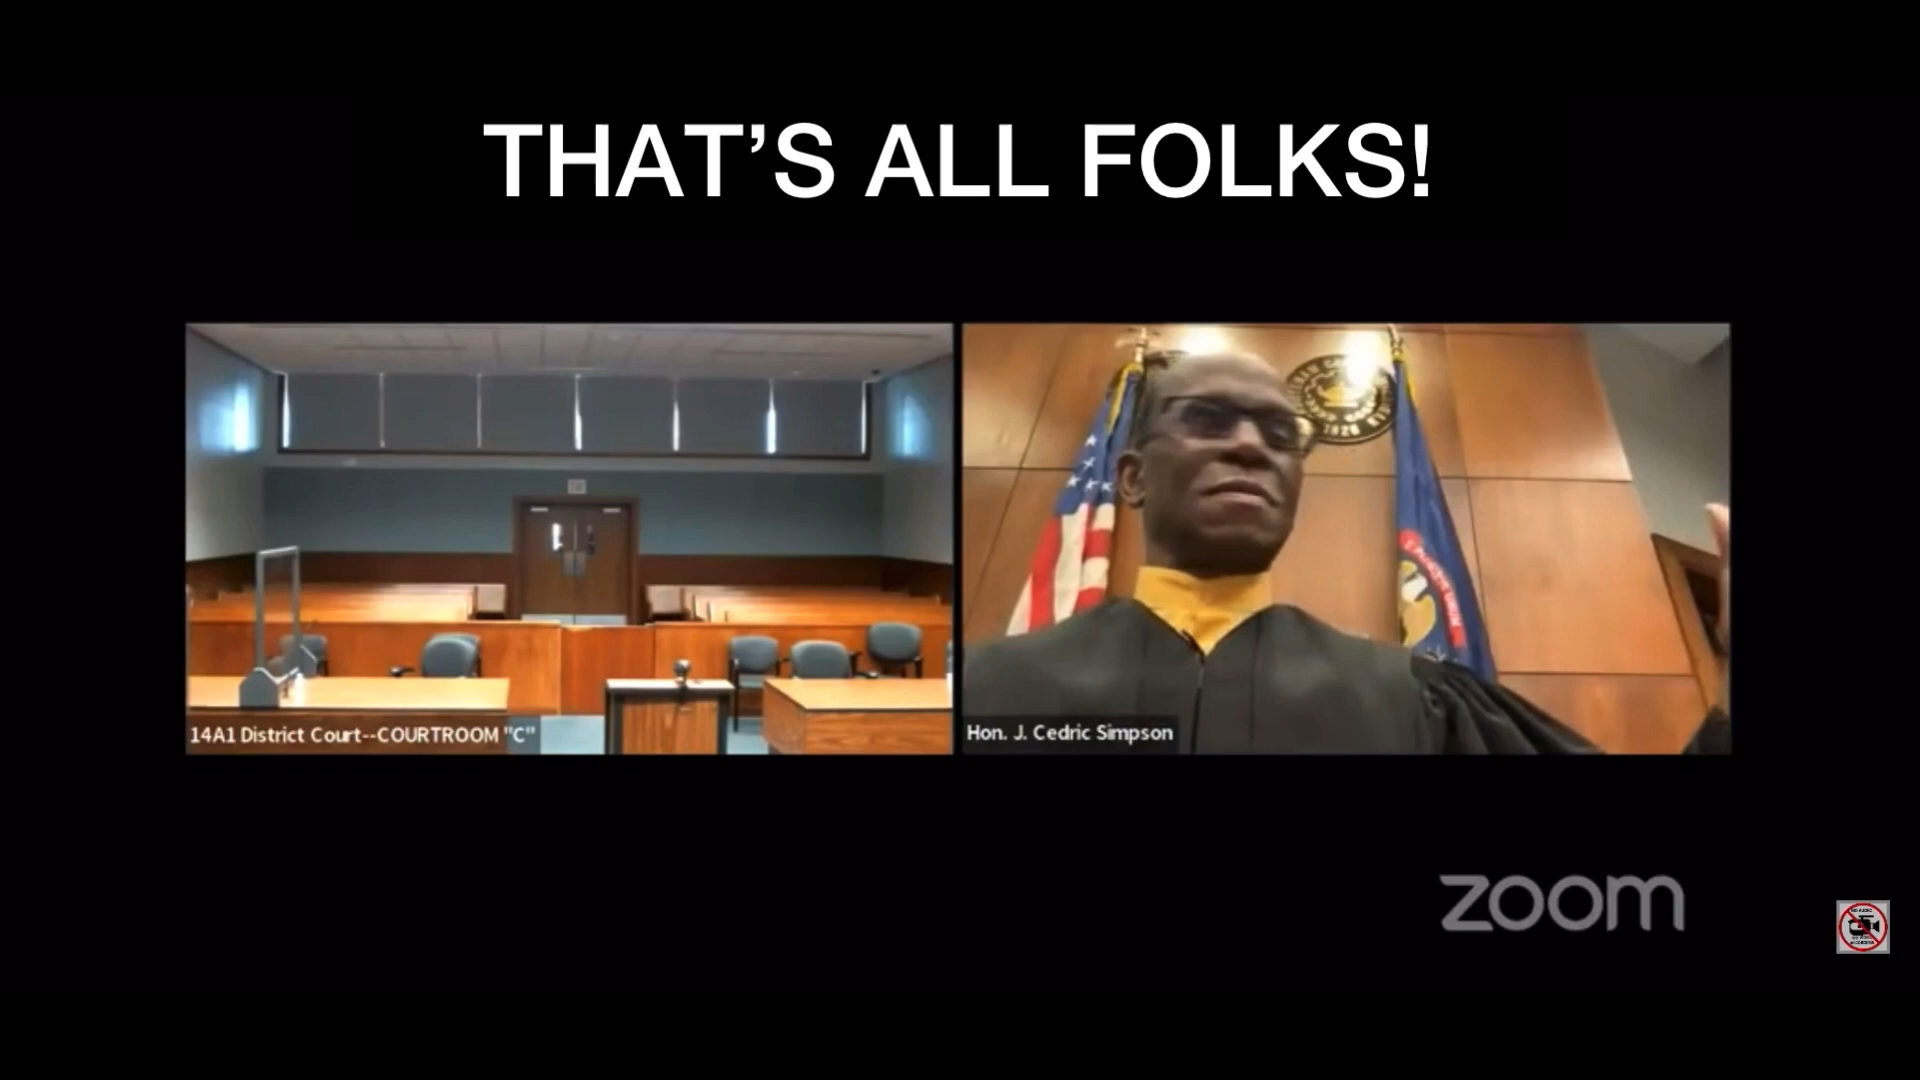 THAT'S ALL FOLKS!
14A1 District Court--COURTROOM "C"
Hon. J. Cedric Simpson
zoom